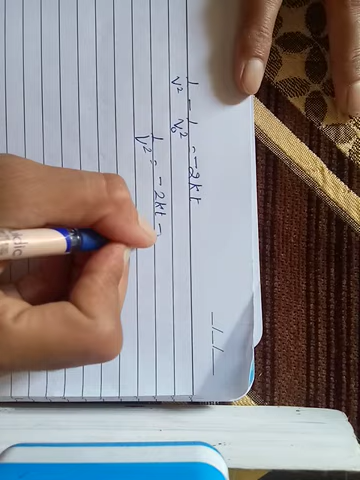 1/v² - 1/v₀² = -2kt
1/v² = -2kt -